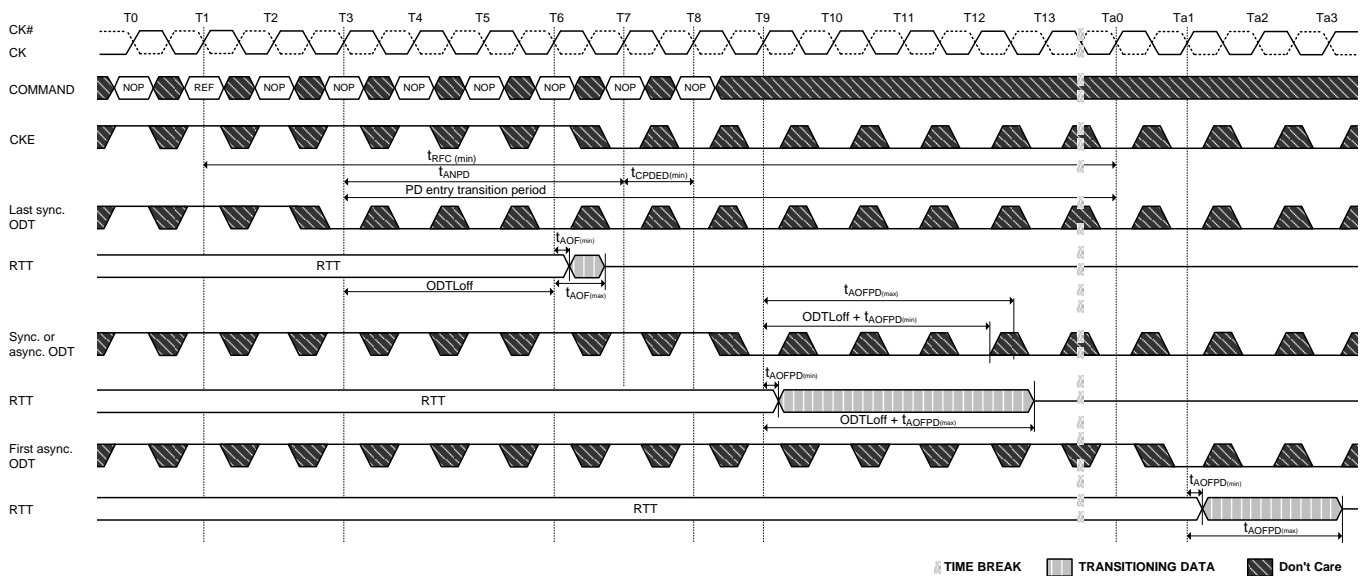 T0 T1 T2 T3 T4 T5 T6 T7 T8 T9 T10 T11 T12 T13 Ta0 Ta1 Ta2 Ta3
CK#
CK
COMMAND NOP REF NOP NOP NOP NOP NOP NOP NOP
CKE
tRFC (min)
tANPD tCPDED(min)
PD entry transition period
Last sync.
ODT
tAOF(min)
RTT RTT
ODTLoff tAOF(max)
tAOFPD(max)
ODTLoff + tAOFPD(min)
Sync. or
async. ODT
tAOFPD(min)
RTT RTT
ODTLoff + tAOFPD(max)
First async.
ODT
tAOFPD(min)
RTT RTT
tAOFPD(max)
TIME BREAK TRANSITIONING DATA Don't Care